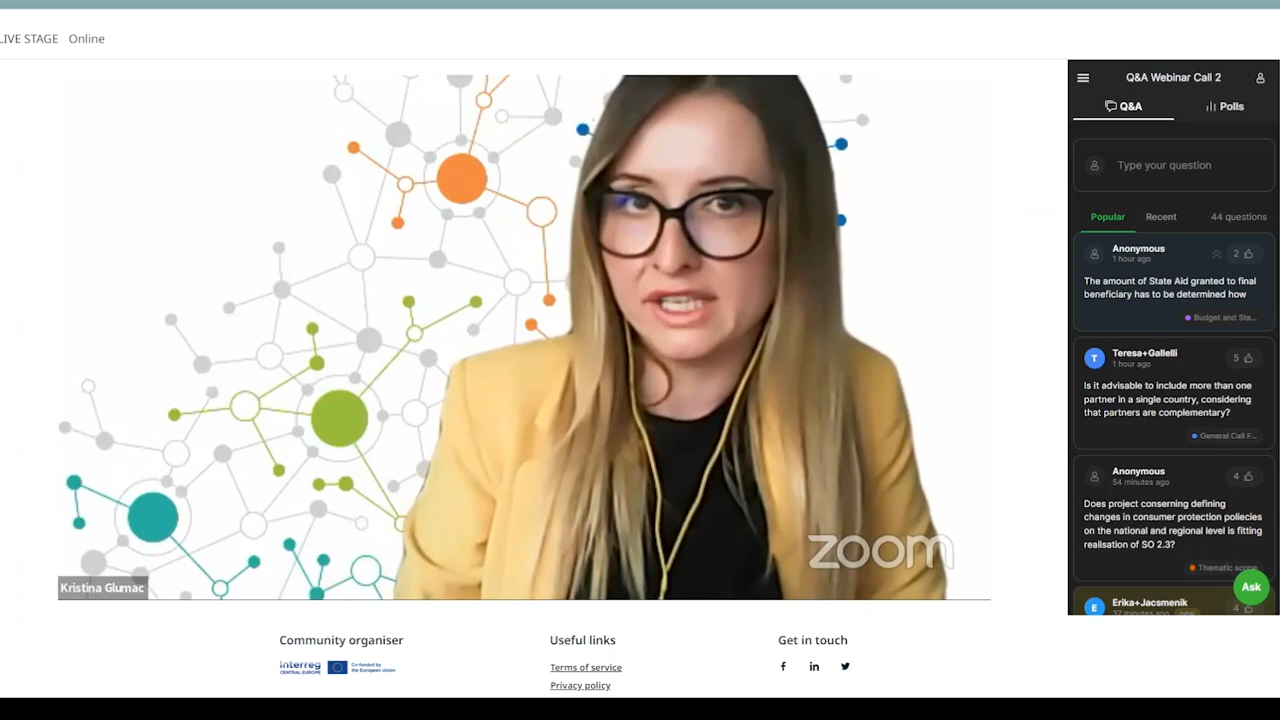 LIVE STAGE Online
Q&A Webinar Call 2
Q&A
Polls
Type your question
Popular Recent 44 questions
Anonymous
1 hour ago
2
The amount of State Aid granted to final
beneficiary has to be determined how
Budget and Sta...
T
Teresa+Gallelli
1 hour ago
5
Is it advisable to include more than one
partner in a single country, considering
that partners are complementary?
General Call F...
Anonymous
54 minutes ago
4
Does project conserning defining
changes in consumer protection poliecies
on the national and regional level is fitting
realisation of SO 2.3?
Thematic scope
Ask
E
Erika+Jacsmenik
37 minutes ago
4
zoom
Kristina Glumac
Community organiser
Interreg
CENTRAL EUROPE
Co-funded by
the European Union
Useful links
Terms of service
Privacy policy
Get in touch